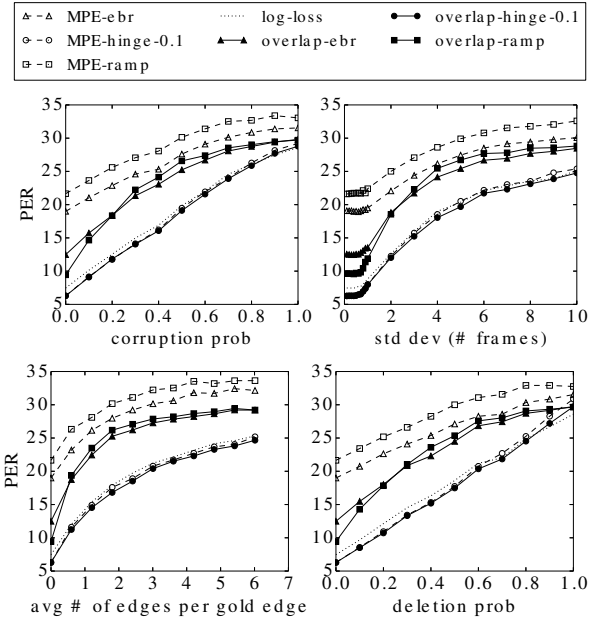 MPE-ebr log-loss overlap-hinge-0.1
MPE-hinge-0.1 overlap-ebr overlap-ramp
MPE-ramp
35
30
25
20
15
10
5
PER
0.0 0.2 0.4 0.6 0.8 1.0
corruption prob
35
30
25
20
15
10
5
0 2 4 6 8 10
std dev (# frames)
35
30
25
20
15
10
5
PER
0 1 2 3 4 5 6 7
avg # of edges per gold edge
35
30
25
20
15
10
5
0.0 0.2 0.4 0.6 0.8 1.0
deletion prob